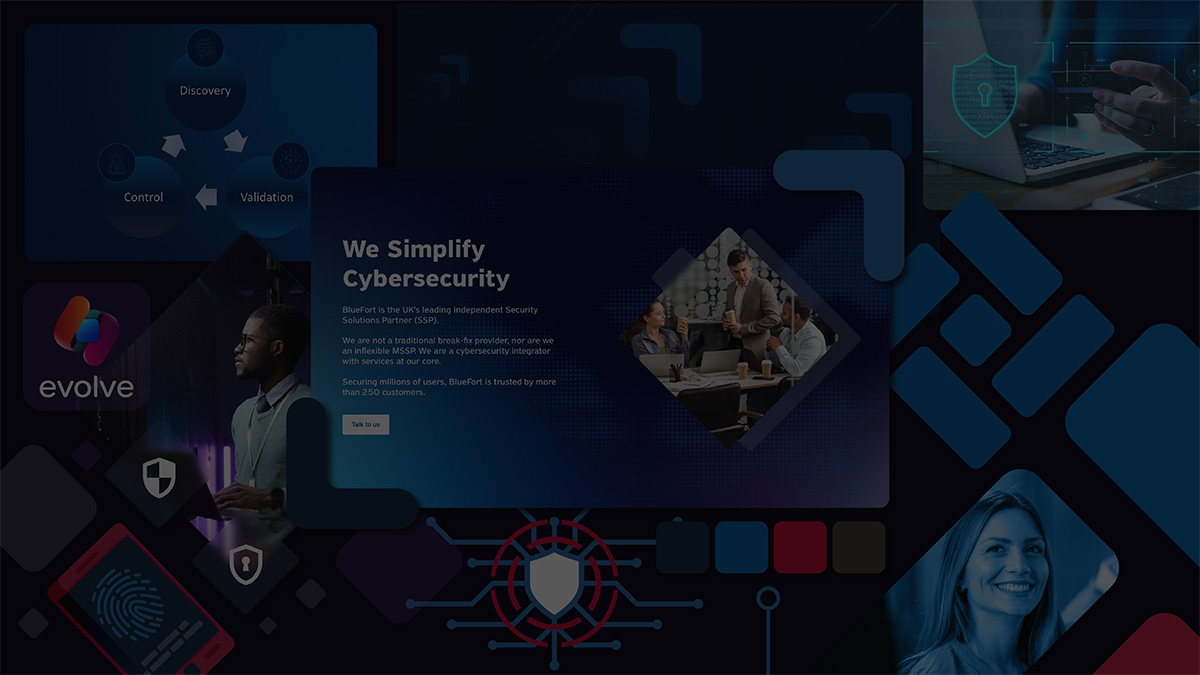 Discovery
Control
Validation
We Simplify
Cybersecurity
BlueFort is the UK's leading independent Security
Solutions Partner (SSP).
We are not a traditional break-fix provider, nor are we
an inflexible MSSP. We are a cybersecurity integrator
with services at our core.
Securing millions of users, BlueFort is trusted by more
than 250 customers.
Talk to us
evolve